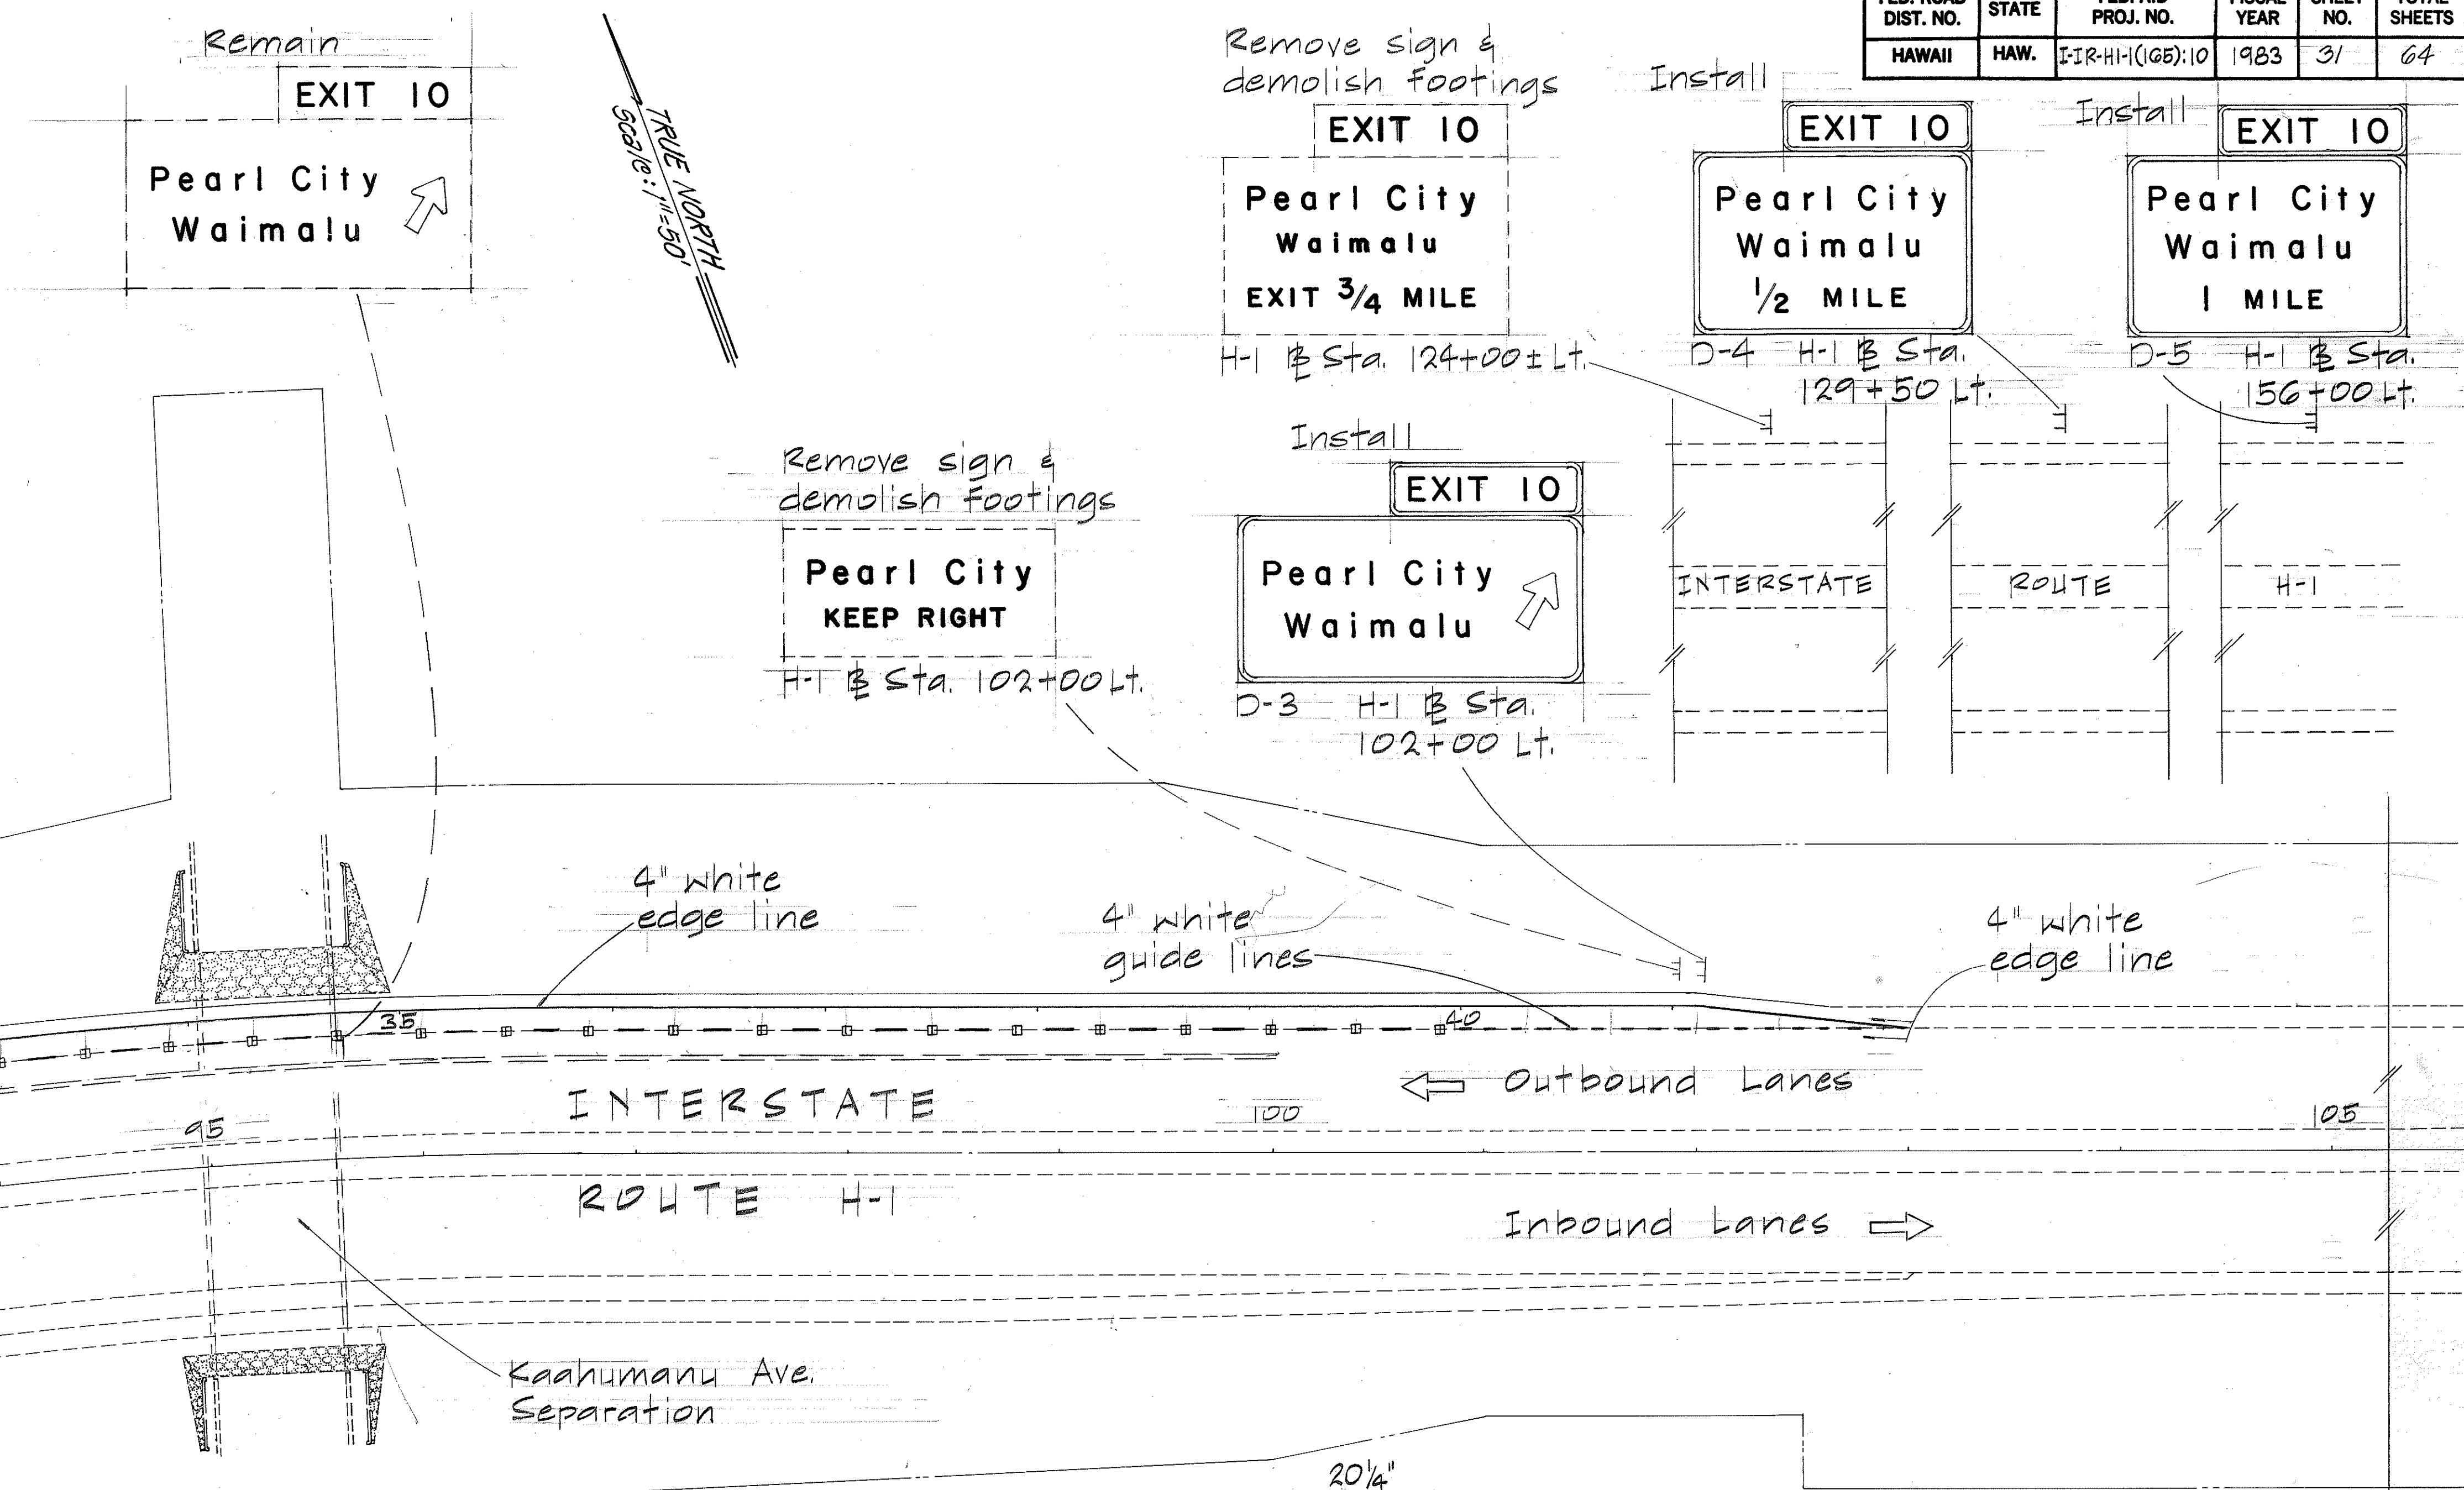 DIST. NO.
STATE
PROJ. NO.
YEAR
NO.
SHEETS
HAWAII
HAW.
I-IR-H1-1(165):10
1983
31
64
Remain
EXIT 10
Pearl City
Waimalu
TRUE NORTH
Scale: 1"=50'
Remove sign &
demolish footings
EXIT 10
Pearl City
Waimalu
EXIT 3/4 MILE
H-1 B Sta. 124+00± Lt.
Install
EXIT 10
Pearl City
Waimalu
1/2 MILE
D-4 H-1 B Sta.
129+50 Lt.
Install
EXIT 10
Pearl City
Waimalu
1 MILE
D-5 H-1 B Sta.
156+00 Lt.
Remove sign &
demolish footings
Pearl City
KEEP RIGHT
H-1 B Sta. 102+00 Lt.
Install
EXIT 10
Pearl City
Waimalu
D-3 H-1 B Sta.
102+00 Lt.
INTERSTATE ROUTE H-1
4" white
edge line
4" white
guide lines
4" white
edge line
35
40
Outbound Lanes
INTERSTATE
95
100
105
ROUTE H-1
Inbound Lanes
Kaahumanu Ave.
Separation
20 1/4"